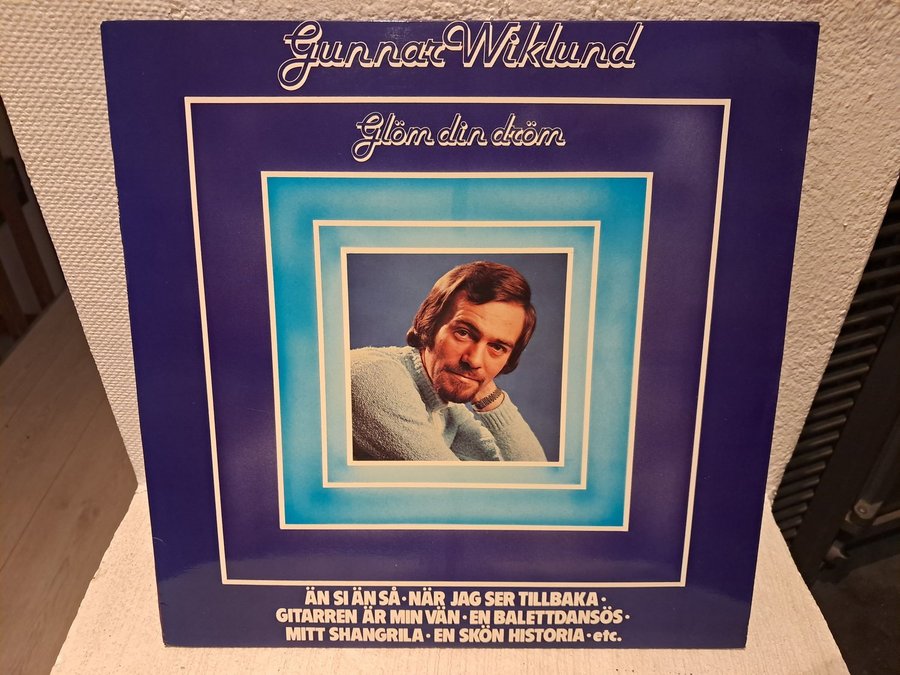 Gunnar Wiklund
Glöm din dröm
ÄN SI ÄN SÅ · NÄR JAG SER TILLBAKA ·
GITARREN ÄR MIN VÄN · EN BALETTDANSÖS ·
MITT SHANGRILA · EN SKÖN HISTORIA · etc.